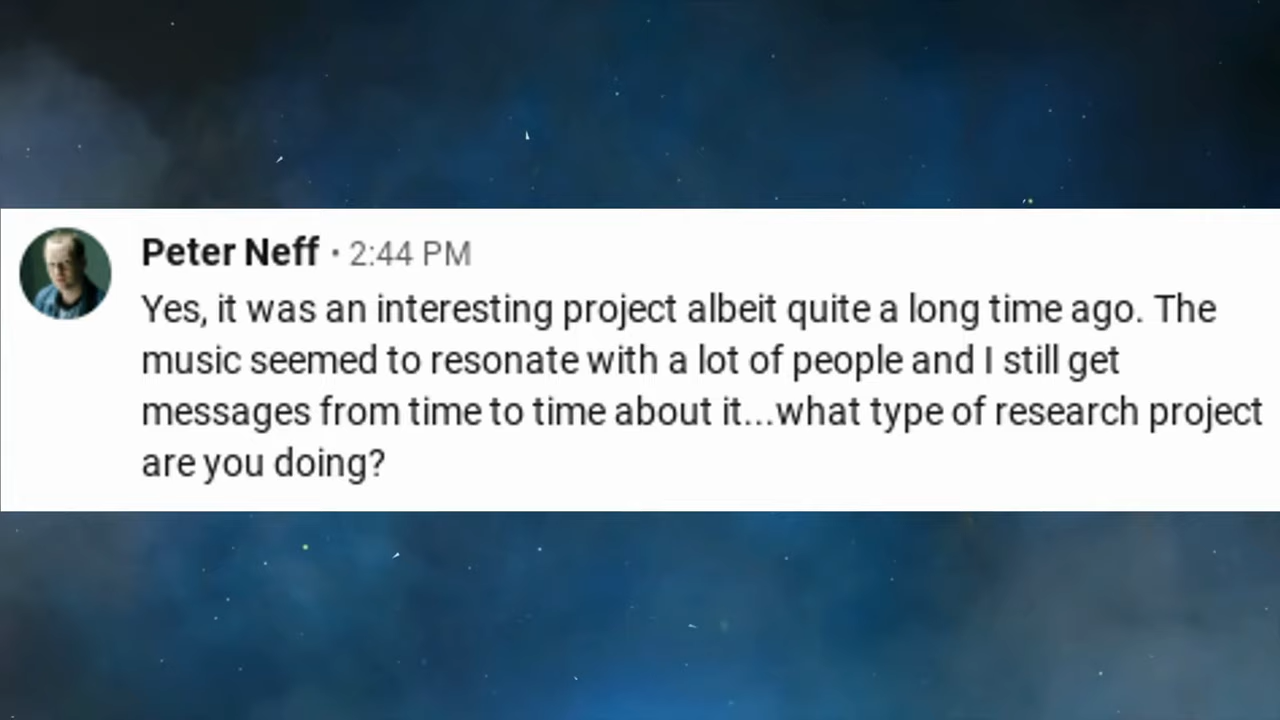 Peter Neff · 2:44 PM
Yes, it was an interesting project albeit quite a long time ago. The
music seemed to resonate with a lot of people and I still get
messages from time to time about it...what type of research project
are you doing?